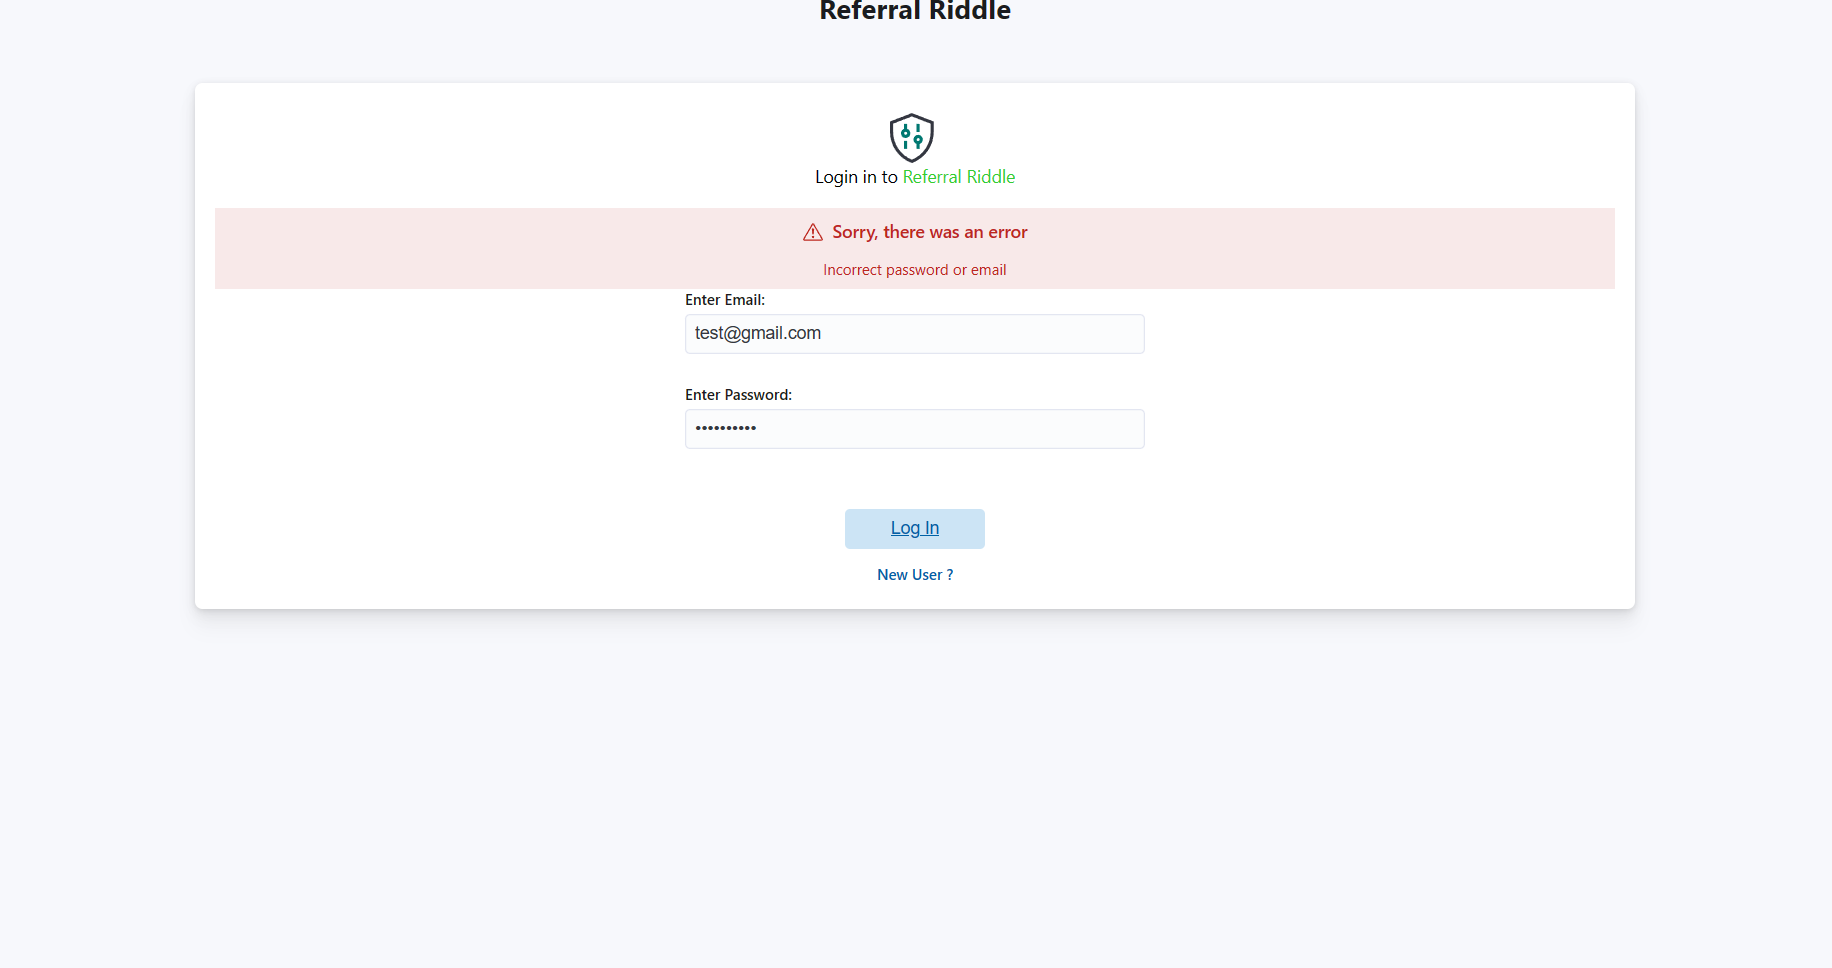 Referral Riddle
Login in to Referral Riddle
Sorry, there was an error
Incorrect password or email
Enter Email:
test@gmail.com
Enter Password:
••••••••••
Log In
New User ?